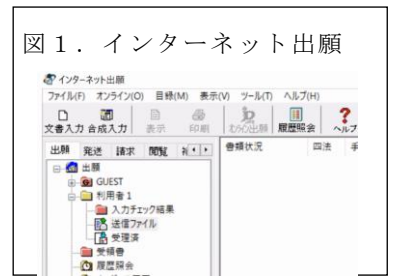 図１．インターネット出願
インターネット出願
ファイル(F) オンライン(O) 目録(M) 表示(V) ツール(T) ヘルプ(H)
文書入力 合成入力 表示 印刷 出願 履歴照会 ヘルプ
出願 発送 請求 閲覧
書類状況 四法
出願
GUEST
利用者1
入力チェック結果
送信ファイル
受理済
受領書
履歴照会